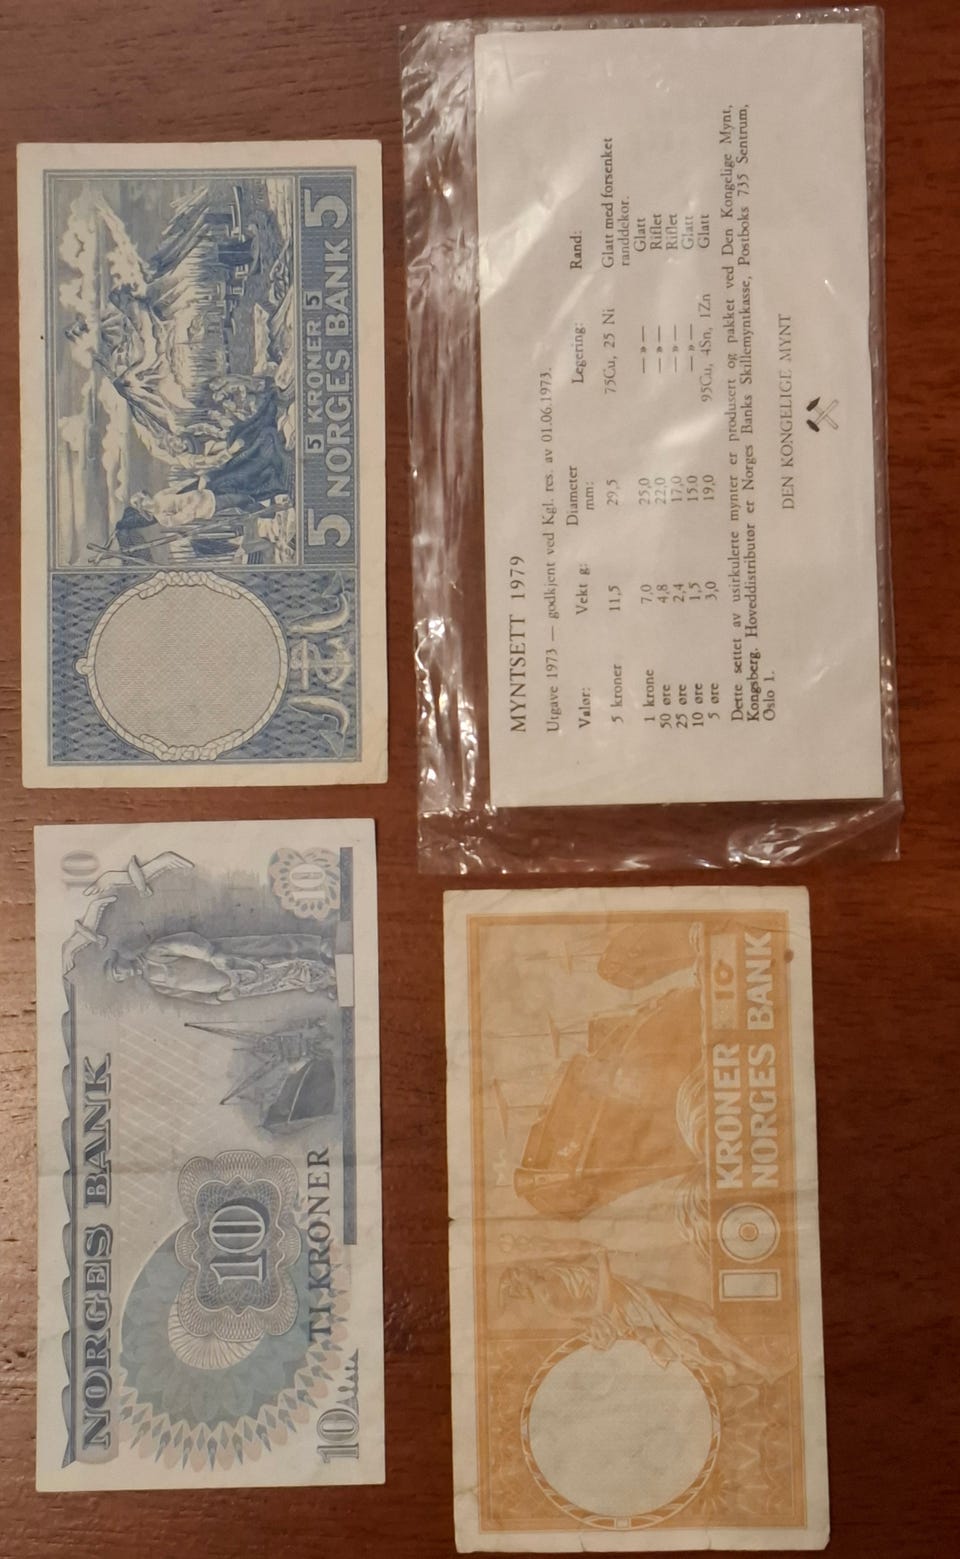 5 KRONER 5
5 NORGES BANK 5
MYNTSETT 1979
Utgave 1973 — godkjent ved Kgl. res. av 01.06.1973.
Valør: Vekt g: Diameter mm: Legering: Rand:
5 kroner 11,5 29,5 75Cu, 25 Ni Glatt med forsenket
randdekor.
1 krone 7,0 25,0 —»— Glatt
50 øre 4,8 22,0 —»— Riflet
25 øre 2,4 17,0 —»— Riflet
10 øre 1,5 15.0 —»— Glatt
5 øre 3,0 19,0 95Cu, 4Sn, 1Zn Glatt
Dette settet av usirkulerte mynter er produsert og pakket ved Den Kongelige Mynt,
Kongsberg. Hoveddistributør er Norges Banks Skillemyntkasse, Postboks 735 Sentrum,
Oslo 1.
DEN KONGELIGE MYNT
NORGES BANK 10
10
10 TI KRONER 10
10 KRONER 10
NORGES BANK